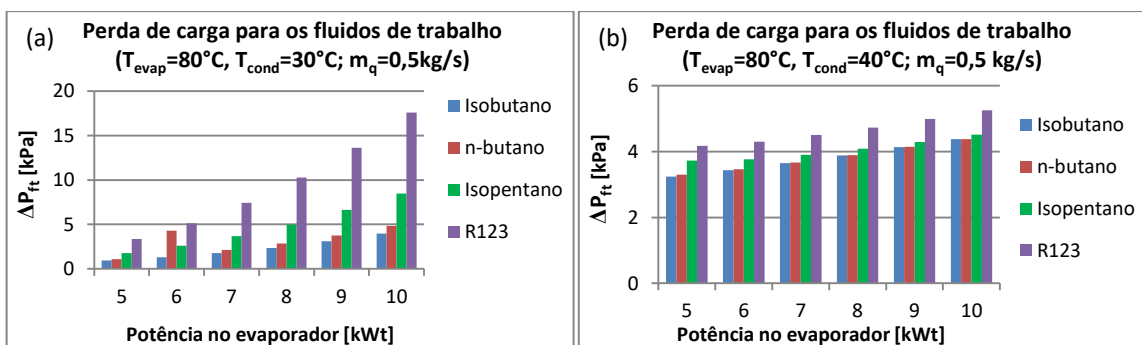 (a)
Perda de carga para os fluidos de trabalho
(Tevap=80°C, Tcond=30°C; mq=0,5kg/s)
20
15
10
5
0
ΔPft [kPa]
5 6 7 8 9 10
Potência no evaporador [kWt]
Isobutano
n-butano
Isopentano
R123
(b)
Perda de carga para os fluidos de trabalho
(Tevap=80°C, Tcond=40°C; mq=0,5 kg/s)
6
4
2
0
ΔPft [kPa]
5 6 7 8 9 10
Potência no evaporador [kWt]
Isobutano
n-butano
Isopentano
R123